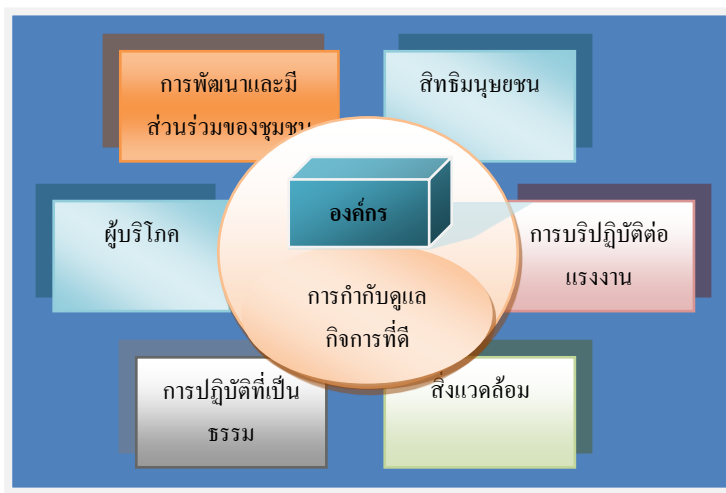 การพัฒนาและมี
ส่วนร่วมของชุมชน
สิทธิมนุษยชน
ผู้บริโภค
องค์กร
การกำกับดูแล
กิจการที่ดี
การบริปฏิบัติต่อ
แรงงาน
การปฏิบัติที่เป็น
ธรรม
สิ่งแวดล้อม